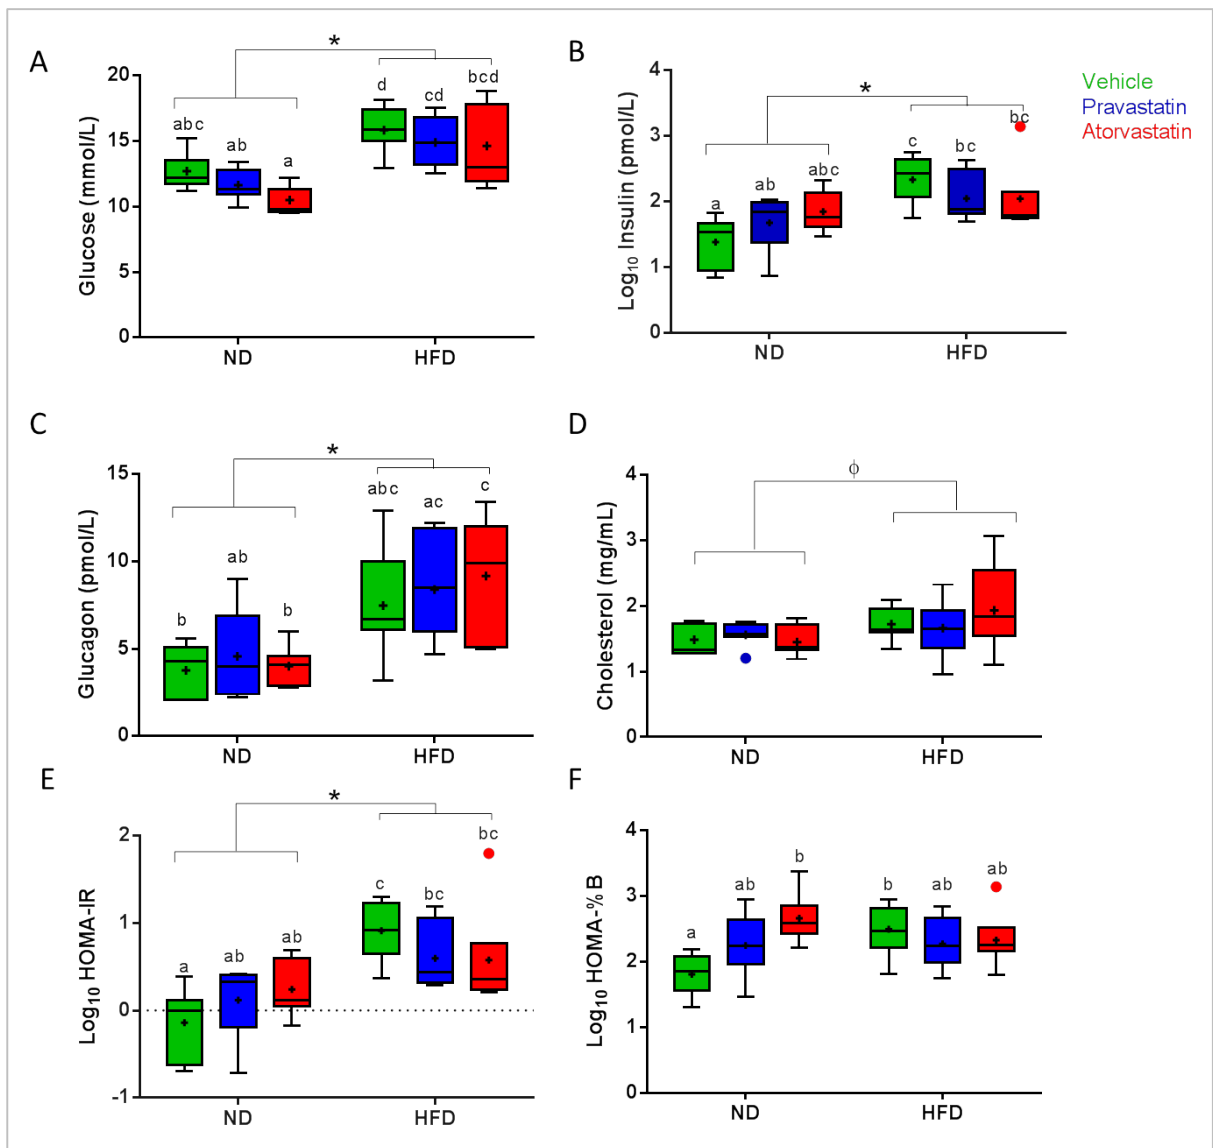 A
Glucose (mmol/L)
20
15
10
5
0
*
abc
ab
a
d
cd
bcd
ND
HFD
B
Log10 Insulin (pmol/L)
4
3
2
1
0
*
a
ab
abc
c
bc
bc
ND
HFD
Vehicle
Pravastatin
Atorvastatin
C
Glucagon (pmol/L)
15
10
5
0
*
b
ab
b
abc
ac
c
ND
HFD
D
Cholesterol (mg/mL)
4
3
2
1
0
ϕ
ND
HFD
E
Log10 HOMA-IR
2
1
0
-1
*
a
ab
ab
c
bc
bc
ND
HFD
F
Log10 HOMA-% B
4
3
2
1
0
a
ab
b
b
ab
ab
ND
HFD